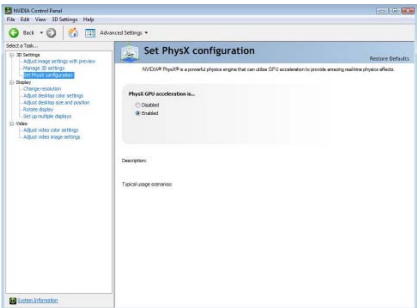 NVIDIA Control Panel
File Edit View 3D Settings Help
Back Advanced Settings
Select a Task...
3D Settings
Adjust image settings with preview
Manage 3D settings
Set PhysX configuration
Display
Change resolution
Adjust desktop color settings
Adjust desktop size and position
Rotate display
Set up multiple displays
Video
Adjust video color settings
Adjust video image settings
System Information
Set PhysX configuration
Restore Defaults
NVIDIA® PhysX® is a powerful physics engine that can utilize GPU acceleration to provide amazing real-time physics effects.
PhysX GPU acceleration is...
Disabled
Enabled
Description:
Typical usage scenarios: